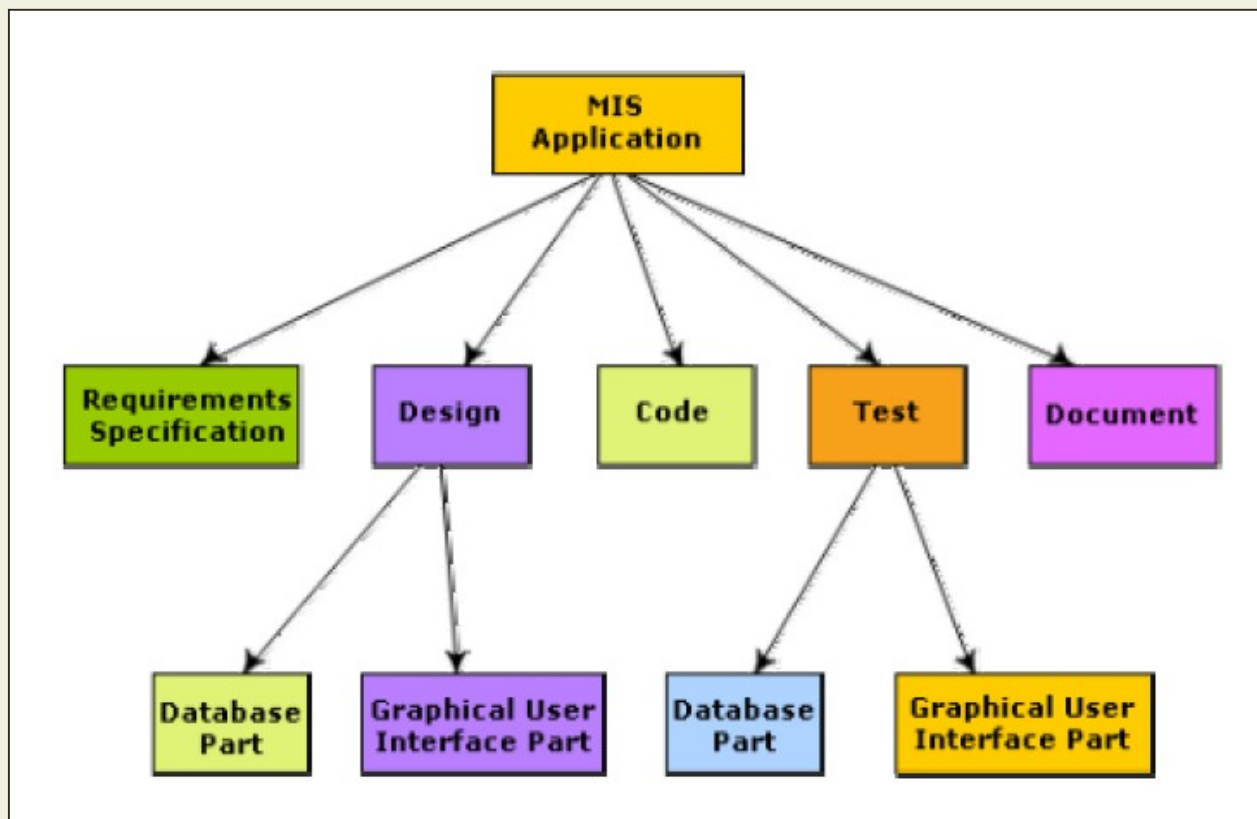 MIS
Application
Requirements
Specification
Design
Code
Test
Document
Database
Part
Graphical User
Interface Part
Database
Part
Graphical User
Interface Part